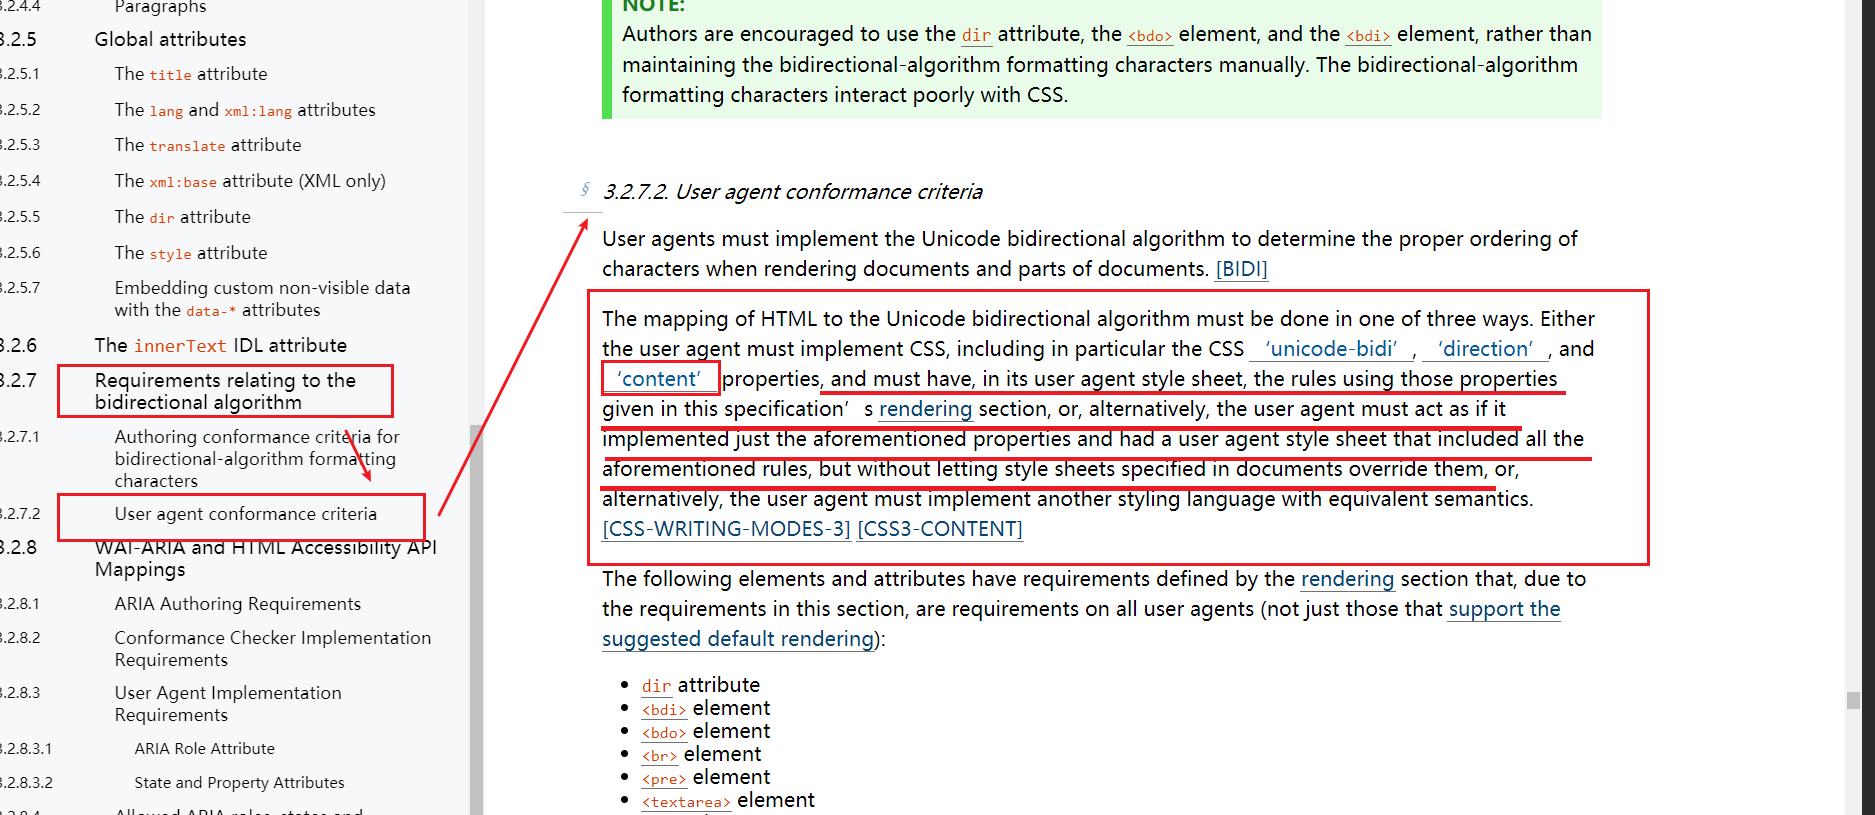 3.2.4.4 Paragraphs
3.2.5 Global attributes
3.2.5.1 The title attribute
3.2.5.2 The lang and xml:lang attributes
3.2.5.3 The translate attribute
3.2.5.4 The xml:base attribute (XML only)
3.2.5.5 The dir attribute
3.2.5.6 The style attribute
3.2.5.7 Embedding custom non-visible data
with the data-* attributes
3.2.6 The innerText IDL attribute
3.2.7 Requirements relating to the
bidirectional algorithm
3.2.7.1 Authoring conformance criteria for
bidirectional-algorithm formatting
characters
3.2.7.2 User agent conformance criteria
3.2.8 WAI-ARIA and HTML Accessibility API
Mappings
3.2.8.1 ARIA Authoring Requirements
3.2.8.2 Conformance Checker Implementation
Requirements
3.2.8.3 User Agent Implementation
Requirements
3.2.8.3.1 ARIA Role Attribute
3.2.8.3.2 State and Property Attributes
3.2.8.4 Allowed ARIA roles, states and
NOTE:
Authors are encouraged to use the dir attribute, the <bdo> element, and the <bdi> element, rather than
maintaining the bidirectional-algorithm formatting characters manually. The bidirectional-algorithm
formatting characters interact poorly with CSS.
§ 3.2.7.2. User agent conformance criteria
User agents must implement the Unicode bidirectional algorithm to determine the proper ordering of
characters when rendering documents and parts of documents. [BIDI]
The mapping of HTML to the Unicode bidirectional algorithm must be done in one of three ways. Either
the user agent must implement CSS, including in particular the CSS ‘unicode-bidi’ , ‘direction’ , and
‘content’ properties, and must have, in its user agent style sheet, the rules using those properties
given in this specification’s rendering section, or, alternatively, the user agent must act as if it
implemented just the aforementioned properties and had a user agent style sheet that included all the
aforementioned rules, but without letting style sheets specified in documents override them, or,
alternatively, the user agent must implement another styling language with equivalent semantics.
[CSS-WRITING-MODES-3] [CSS3-CONTENT]
The following elements and attributes have requirements defined by the rendering section that, due to
the requirements in this section, are requirements on all user agents (not just those that support the
suggested default rendering):
• dir attribute
• <bdi> element
• <bdo> element
• <br> element
• <pre> element
• <textarea> element